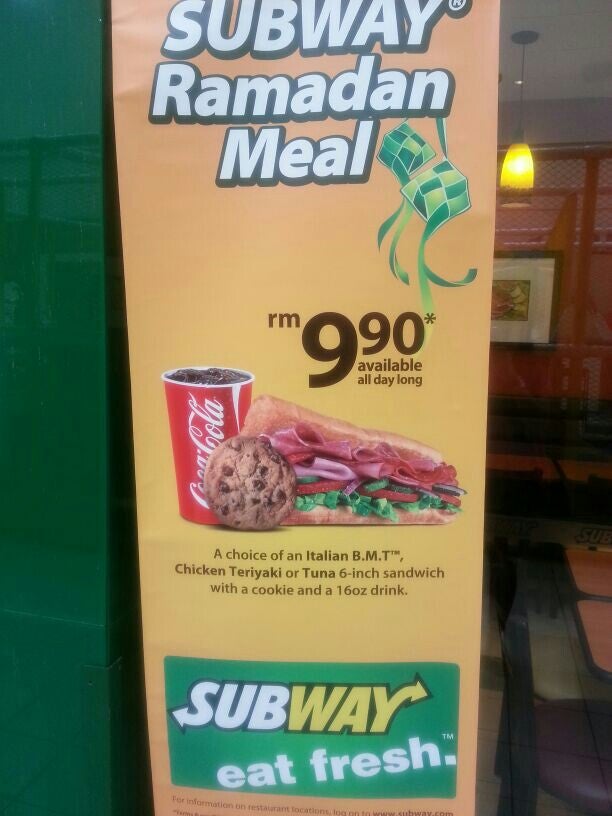 SUBWAY®
Ramadan
Meal
rm 9.90*
available
all day long
Coca-Cola
A choice of an Italian B.M.T™,
Chicken Teriyaki or Tuna 6-inch sandwich
with a cookie and a 16oz drink.
SUBWAY
eat fresh.™
For information on restaurant locations, log on to www.subway.com
SUBWAY
SUB